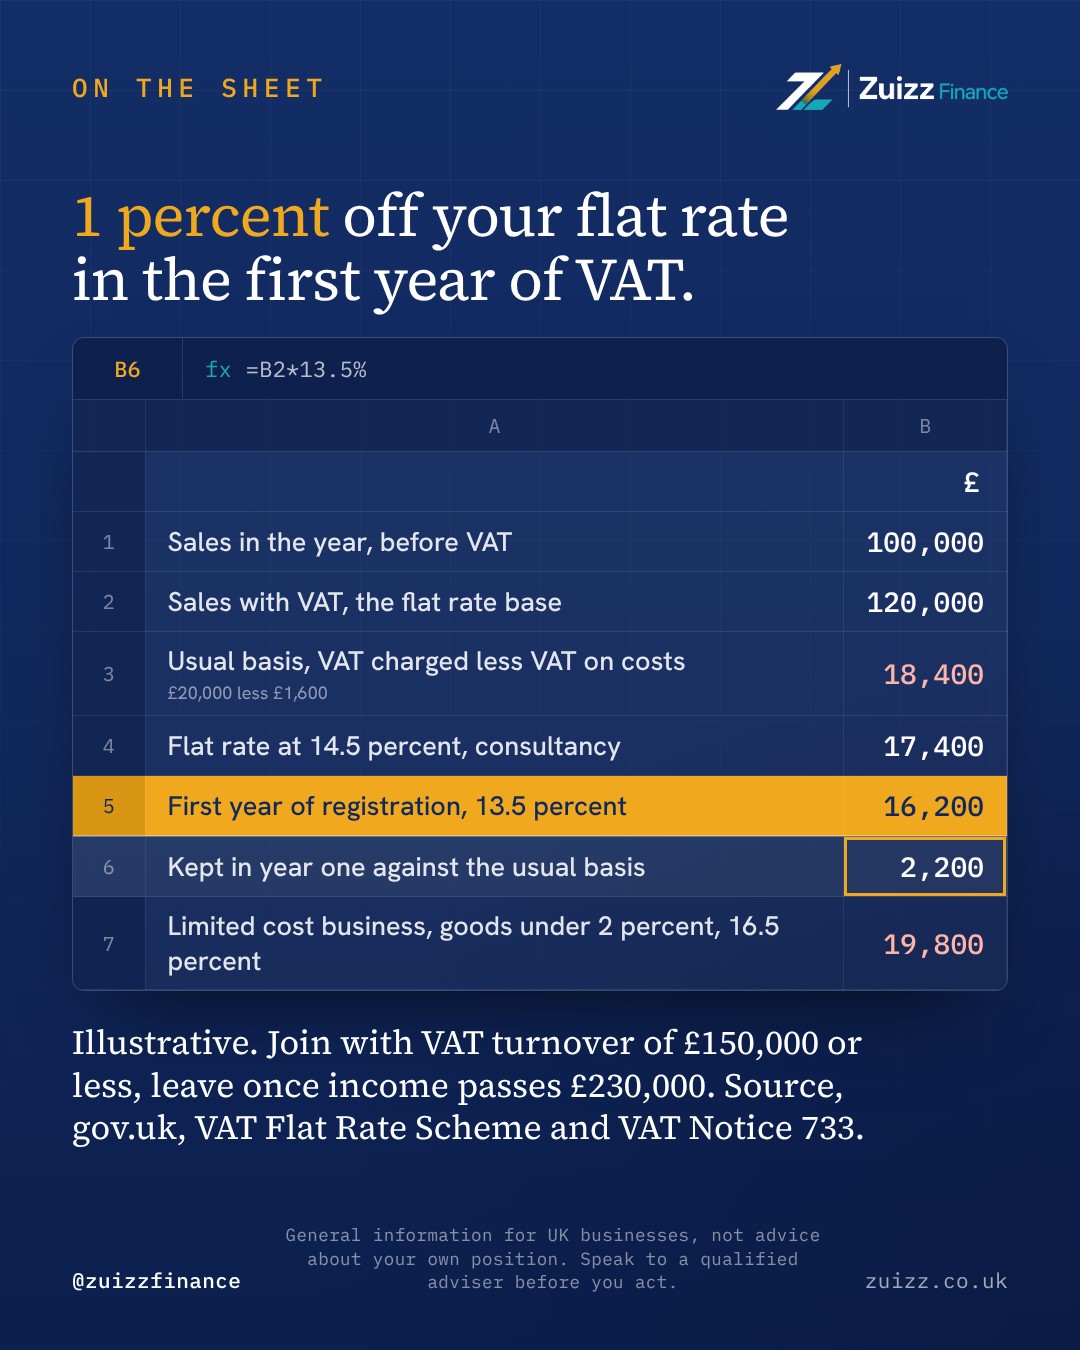 ON THE SHEET
Zuizz Finance
1 percent off your flat rate
in the first year of VAT.
B6 fx =B2*13.5%
A B
£
1 Sales in the year, before VAT 100,000
2 Sales with VAT, the flat rate base 120,000
3 Usual basis, VAT charged less VAT on costs 18,400
£20,000 less £1,600
4 Flat rate at 14.5 percent, consultancy 17,400
5 First year of registration, 13.5 percent 16,200
6 Kept in year one against the usual basis 2,200
7 Limited cost business, goods under 2 percent, 16.5 19,800
percent
Illustrative. Join with VAT turnover of £150,000 or
less, leave once income passes £230,000. Source,
gov.uk, VAT Flat Rate Scheme and VAT Notice 733.
General information for UK businesses, not advice
about your own position. Speak to a qualified
adviser before you act.
@zuizzfinance
zuizz.co.uk